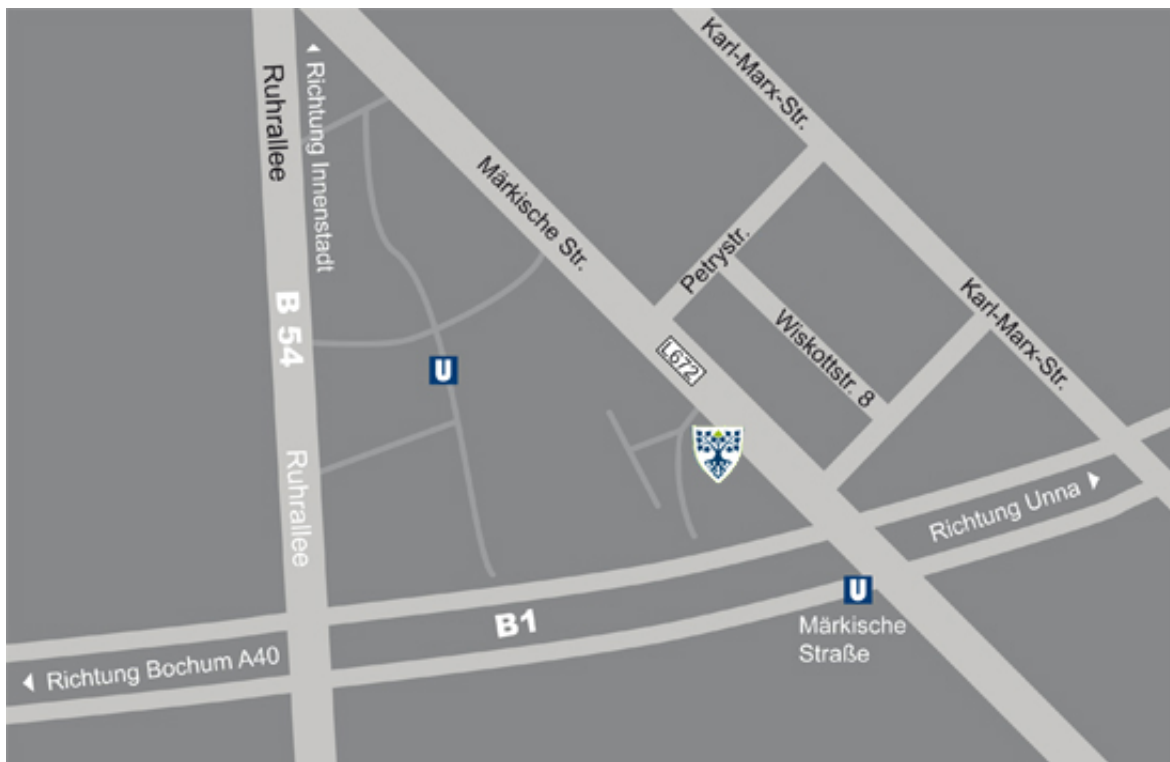 Karl-Marx-Str.
Ruhrallee
Richtung Innenstadt
Märkische Str.
Petrystr.
B 54
Karl-Marx-Str.
Wiskottstr. 8
L672
U
Ruhrallee
Richtung Unna
U
B1
Märkische
Straße
Richtung Bochum A40